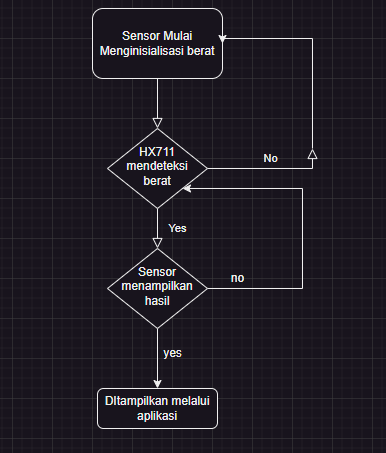 Sensor Mulai
Menginisialisasi berat
HX711
mendeteksi
berat
No
Yes
Sensor
menampilkan
hasil
no
yes
DItampilkan melalui
aplikasi